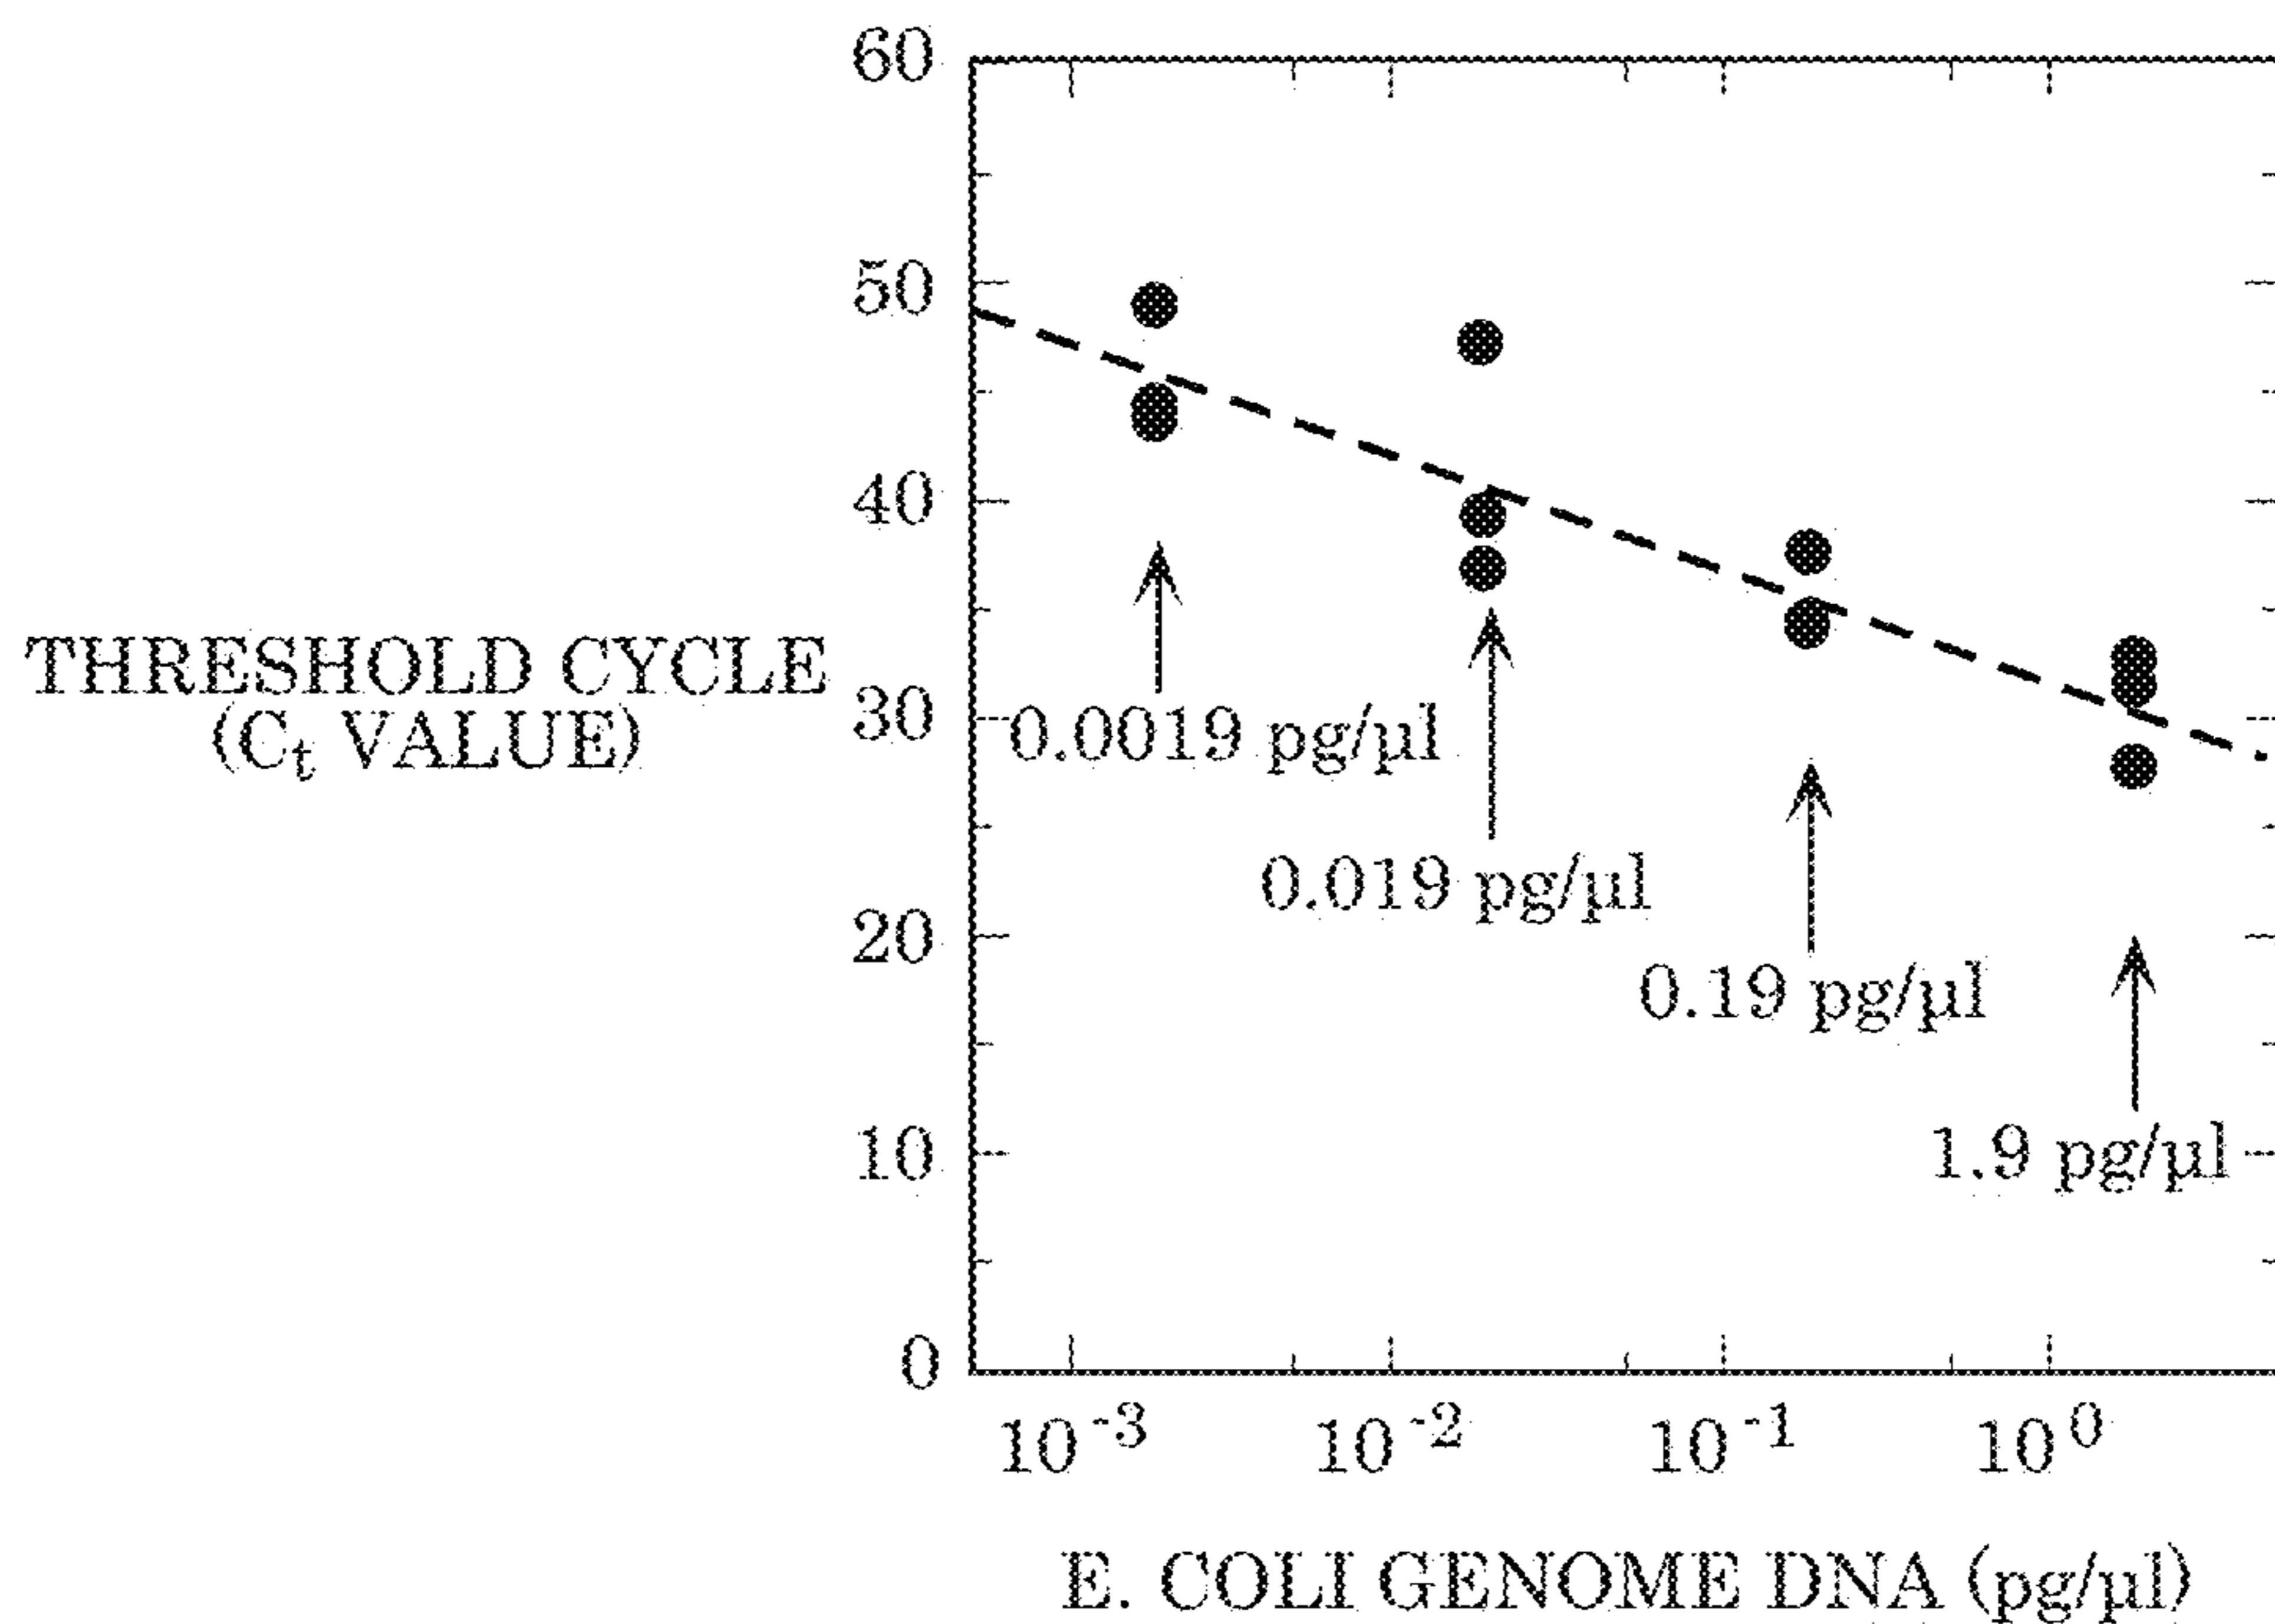 60
50
40
30
20
10
0
THRESHOLD CYCLE
(Ct VALUE)
0.0019 pg/µl
0.019 pg/µl
0.19 pg/µl
1.9 pg/µl
10-3
10-2
10-1
100
E. COLI GENOME DNA (pg/µl)